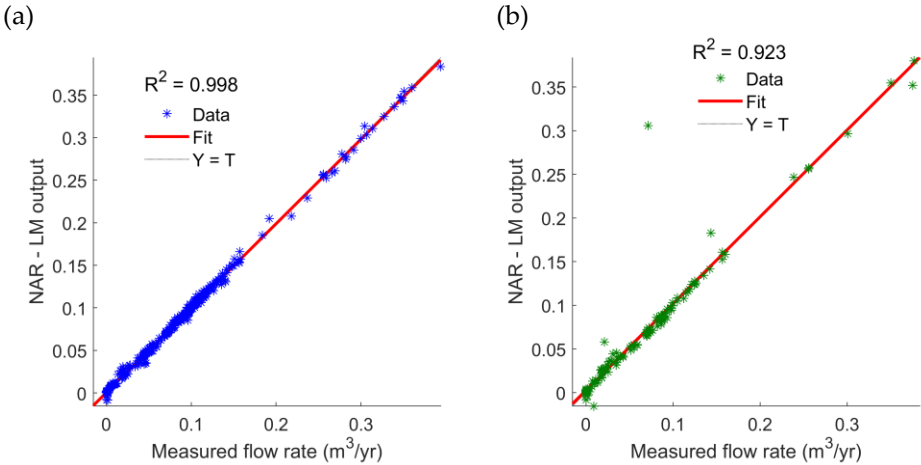 (a)
R² = 0.998
Data
Fit
Y = T
NAR - LM output
0.35
0.3
0.25
0.2
0.15
0.1
0.05
0
0
0.1
0.2
0.3
Measured flow rate (m³/yr)
(b)
R² = 0.923
Data
Fit
Y = T
NAR - LM output
0.35
0.3
0.25
0.2
0.15
0.1
0.05
0
0
0.1
0.2
0.3
Measured flow rate (m³/yr)